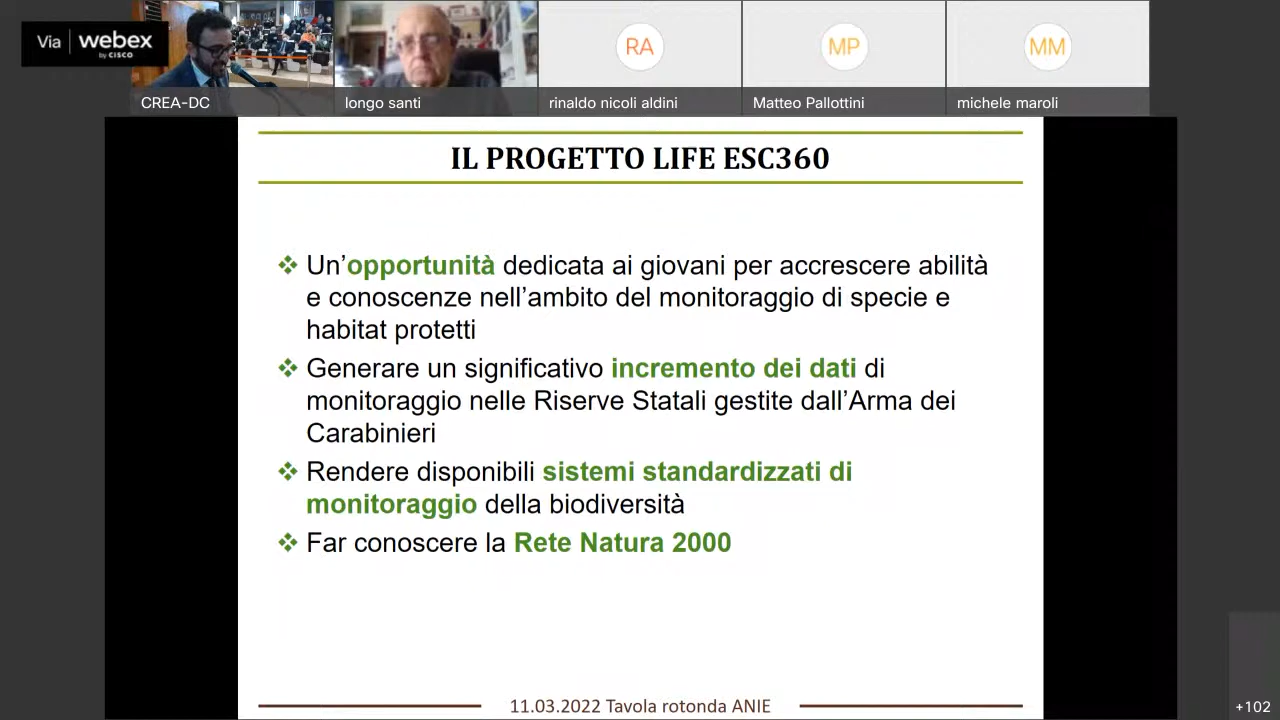 Via webex
by CISCO
RA
MP
MM
CREA-DC
longo santi
rinaldo nicoli aldini
Matteo Pallottini
michele maroli
IL PROGETTO LIFE ESC360
❖ Un’opportunità dedicata ai giovani per accrescere abilità
e conoscenze nell’ambito del monitoraggio di specie e
habitat protetti
❖ Generare un significativo incremento dei dati di
monitoraggio nelle Riserve Statali gestite dall’Arma dei
Carabinieri
❖ Rendere disponibili sistemi standardizzati di
monitoraggio della biodiversità
❖ Far conoscere la Rete Natura 2000
11.03.2022 Tavola rotonda ANIE
+102